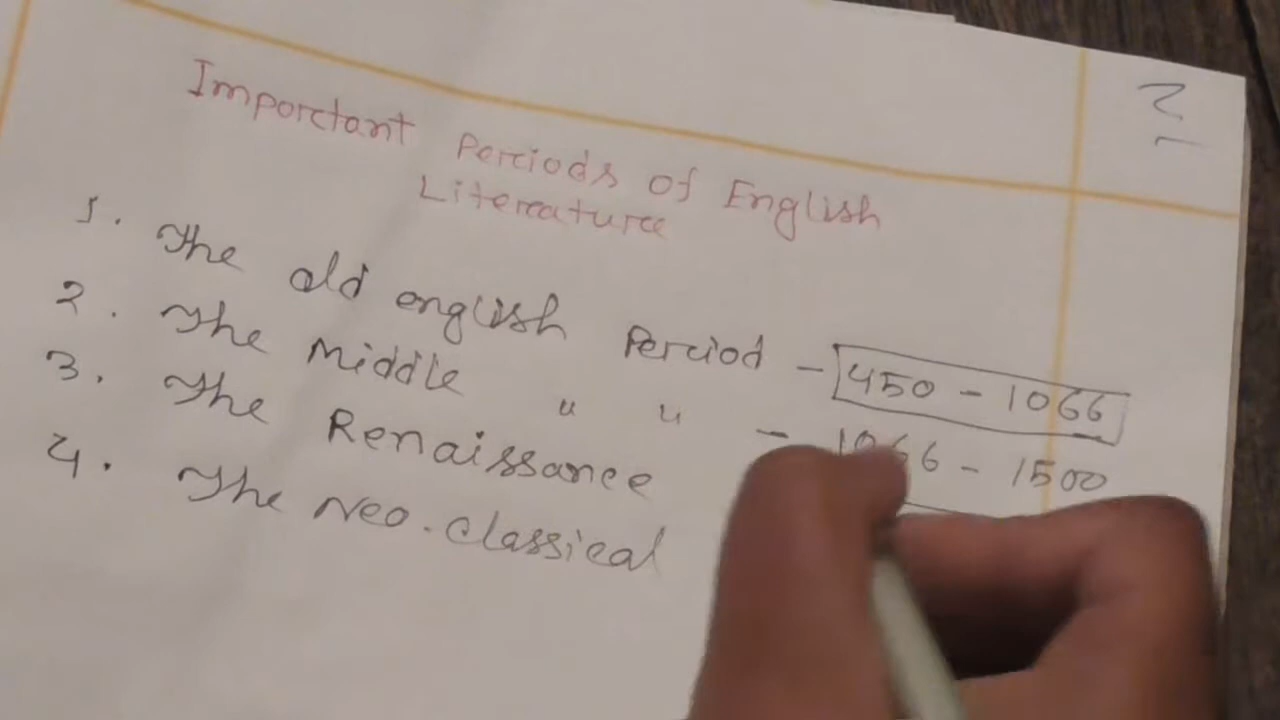 2
Important Periods of English
Literature
1. The old english Period - 450 - 1066
2. The Middle " " - 1066 - 1500
3. The Renaissance
4. The Neo-classical